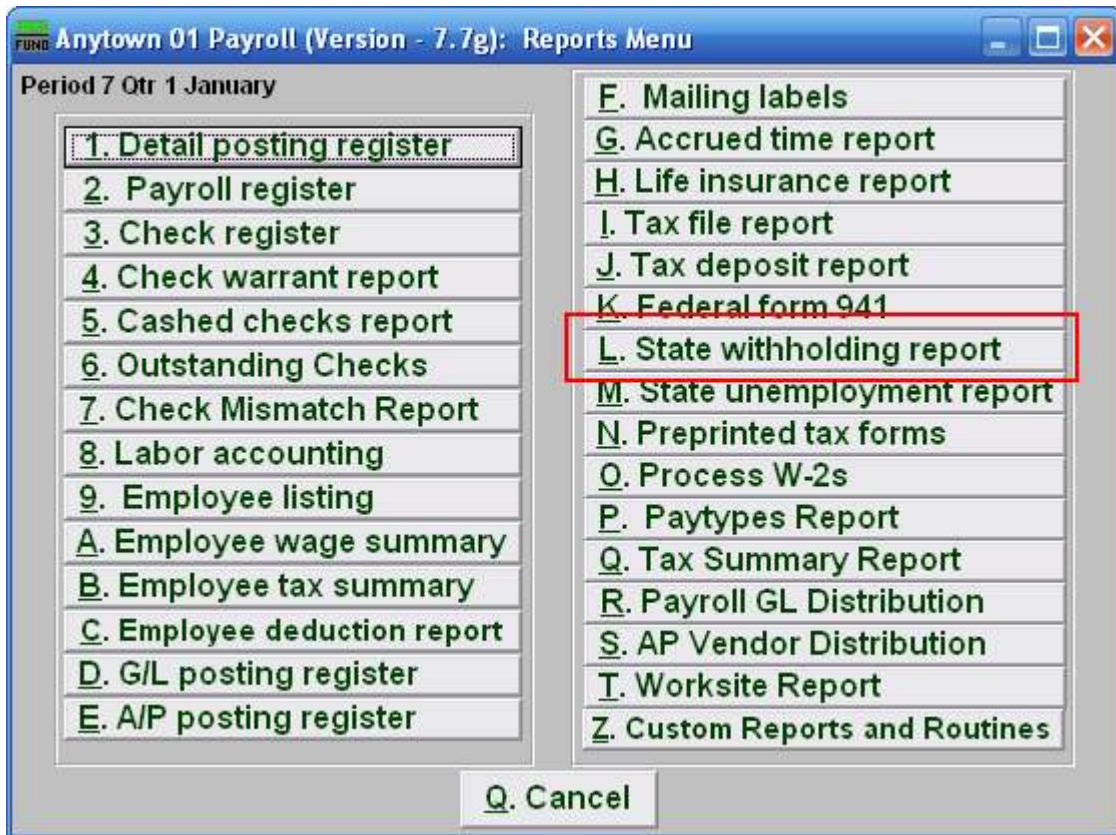 FUND Anytown 01 Payroll (Version - 7.7g): Reports Menu
Period 7 Qtr 1 January
1. Detail posting register
2. Payroll register
3. Check register
4. Check warrant report
5. Cashed checks report
6. Outstanding Checks
7. Check Mismatch Report
8. Labor accounting
9. Employee listing
A. Employee wage summary
B. Employee tax summary
C. Employee deduction report
D. G/L posting register
E. A/P posting register
F. Mailing labels
G. Accrued time report
H. Life insurance report
I. Tax file report
J. Tax deposit report
K. Federal form 941
L. State withholding report
M. State unemployment report
N. Preprinted tax forms
O. Process W-2s
P. Paytypes Report
Q. Tax Summary Report
R. Payroll GL Distribution
S. AP Vendor Distribution
T. Worksite Report
Z. Custom Reports and Routines
Q. Cancel